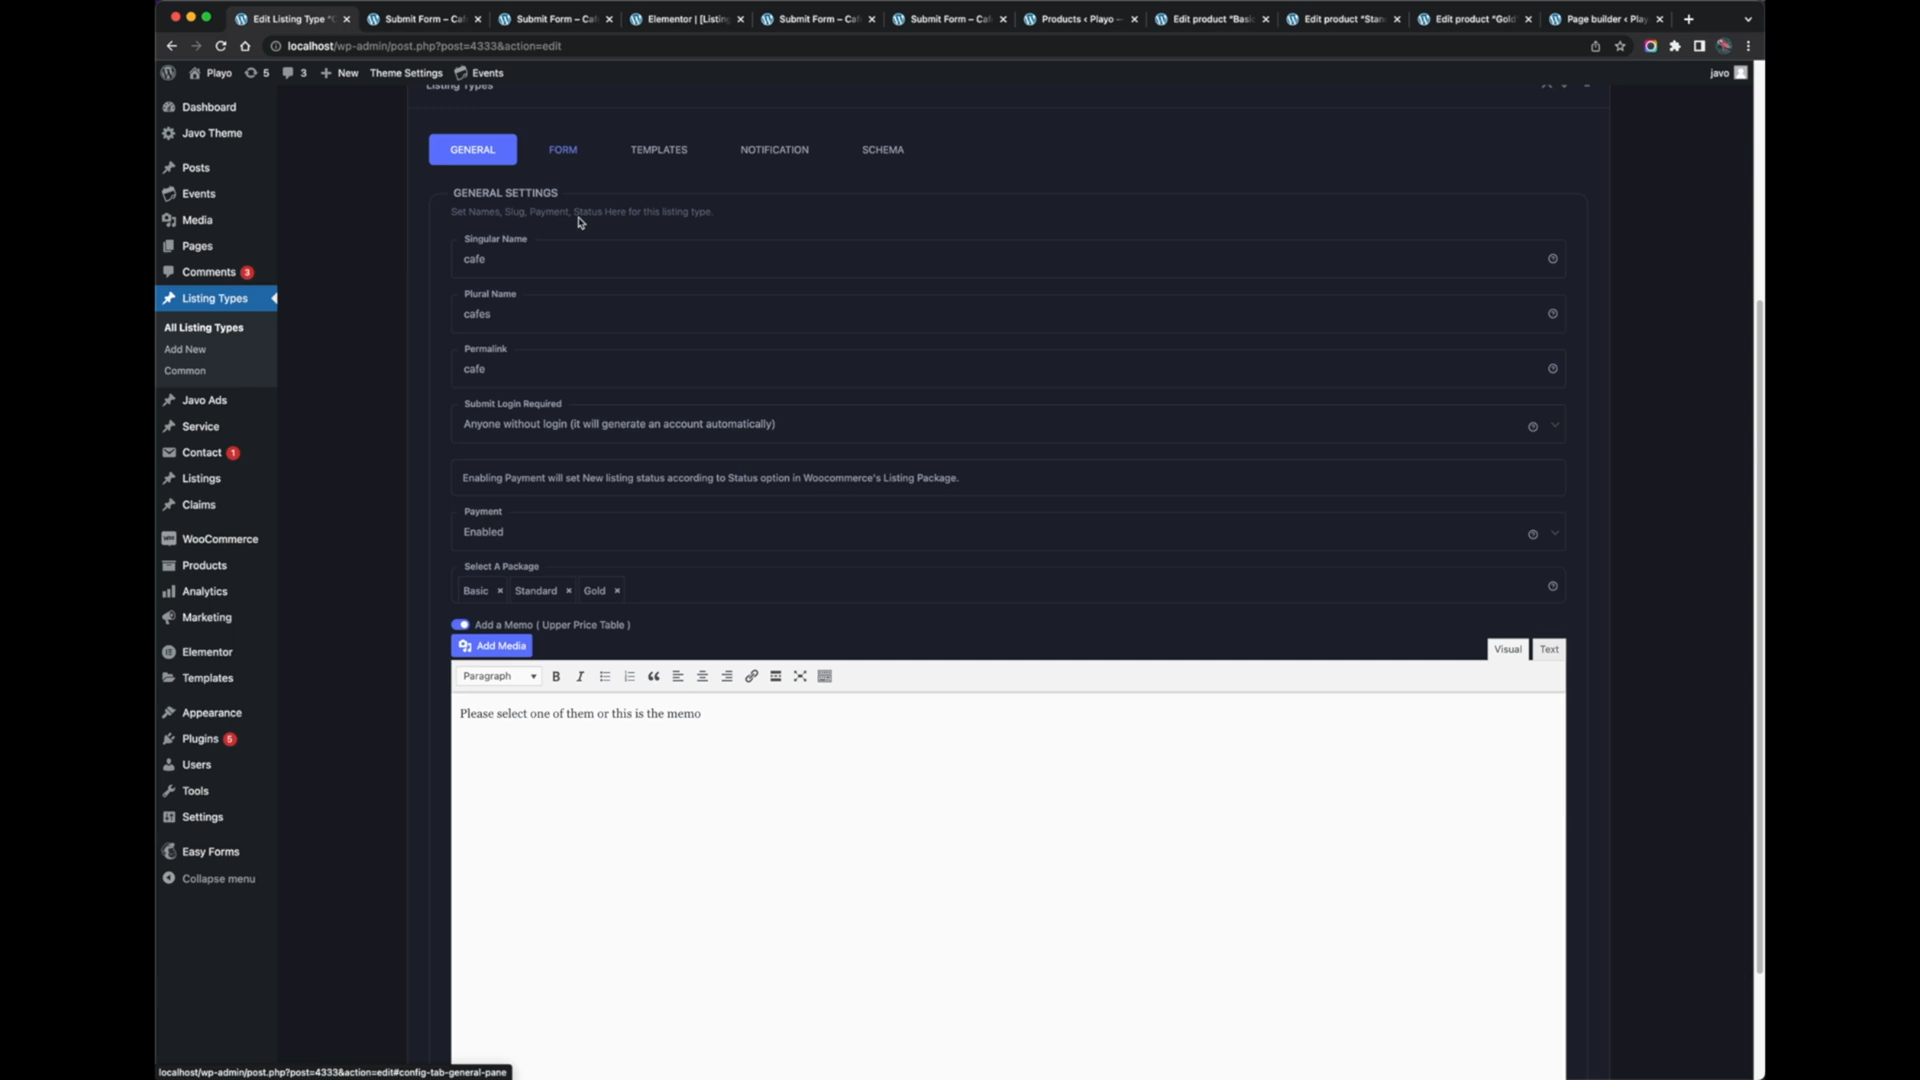 Edit Listing Type "C
Submit Form – Caf
Submit Form – Caf
Elementor | [Listing
Submit Form – Caf
Submit Form – Caf
Products ‹ Playo —
Edit product "Basic
Edit product "Stan
Edit product "Gold
Page builder ‹ Play
localhost/wp-admin/post.php?post=4333&action=edit
Playo 5 3 New Theme Settings Events javo
Listing Types
Dashboard
Javo Theme
Posts
Events
Media
Pages
Comments 3
Listing Types
All Listing Types
Add New
Common
Javo Ads
Service
Contact 1
Listings
Claims
WooCommerce
Products
Analytics
Marketing
Elementor
Templates
Appearance
Plugins 5
Users
Tools
Settings
Easy Forms
Collapse menu
GENERAL FORM TEMPLATES NOTIFICATION SCHEMA
GENERAL SETTINGS
Set Names, Slug, Payment, Status Here for this listing type.
Singular Name
cafe
Plural Name
cafes
Permalink
cafe
Submit Login Required
Anyone without login (it will generate an account automatically)
Enabling Payment will set New listing status according to Status option in Woocommerce's Listing Package.
Payment
Enabled
Select A Package
Basic × Standard × Gold ×
Add a Memo ( Upper Price Table )
Add Media
Visual Text
Paragraph
Please select one of them or this is the memo
localhost/wp-admin/post.php?post=4333&action=edit#config-tab-general-pane